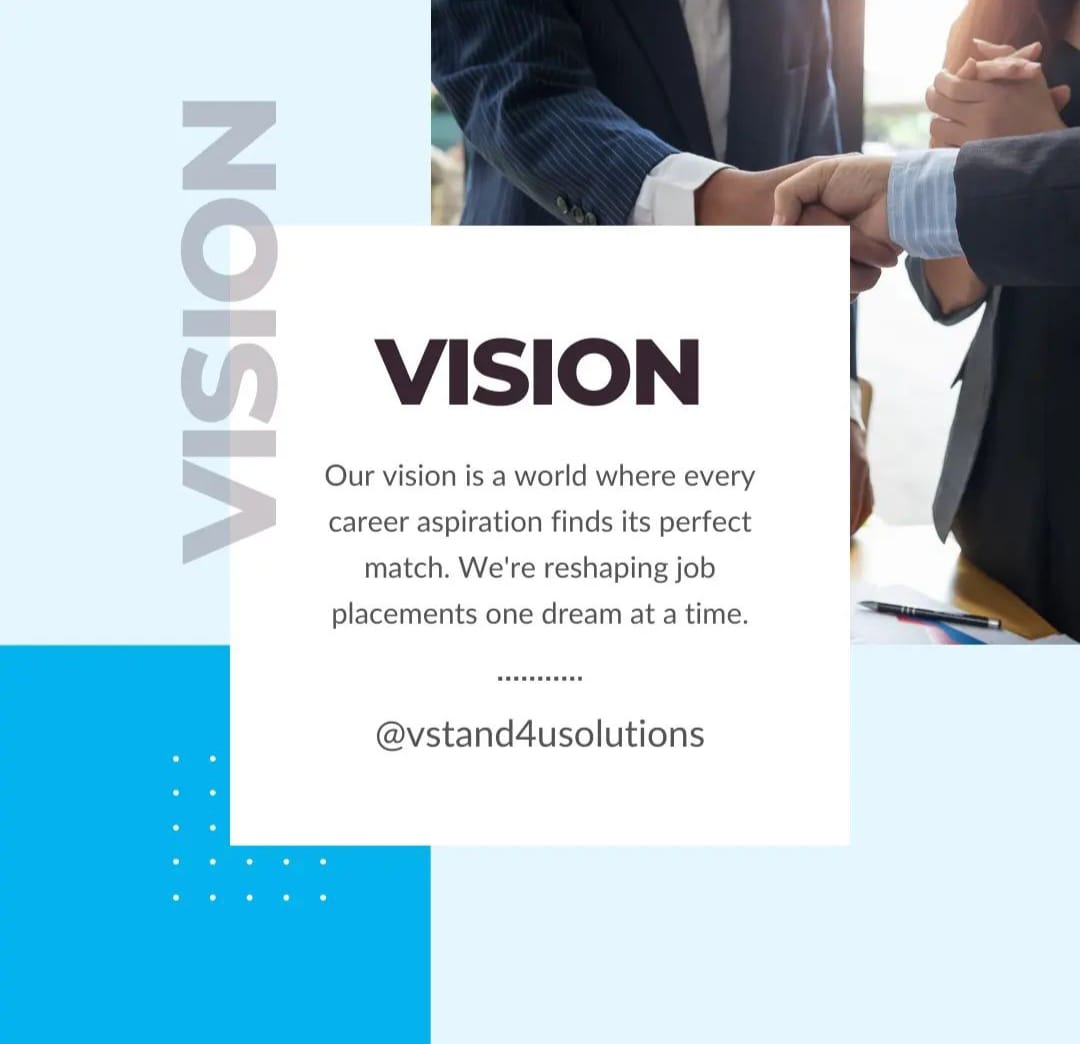 VISION
VISION
Our vision is a world where every
career aspiration finds its perfect
match. We're reshaping job
placements one dream at a time.
@vstand4usolutions